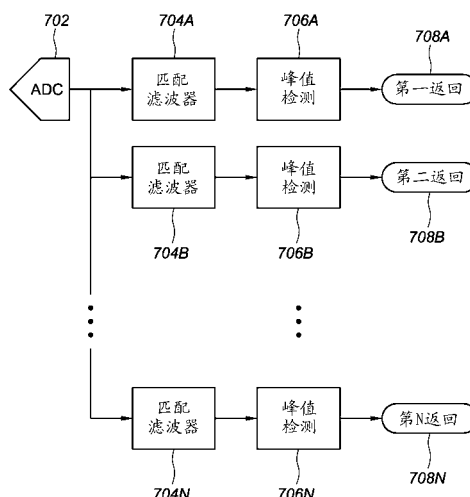 702
704A
706A
708A
ADC
匹配
滤波器
峰值
检测
第一返回
匹配
滤波器
峰值
检测
第二返回
704B
706B
708B
匹配
滤波器
峰值
检测
第N返回
704N
706N
708N